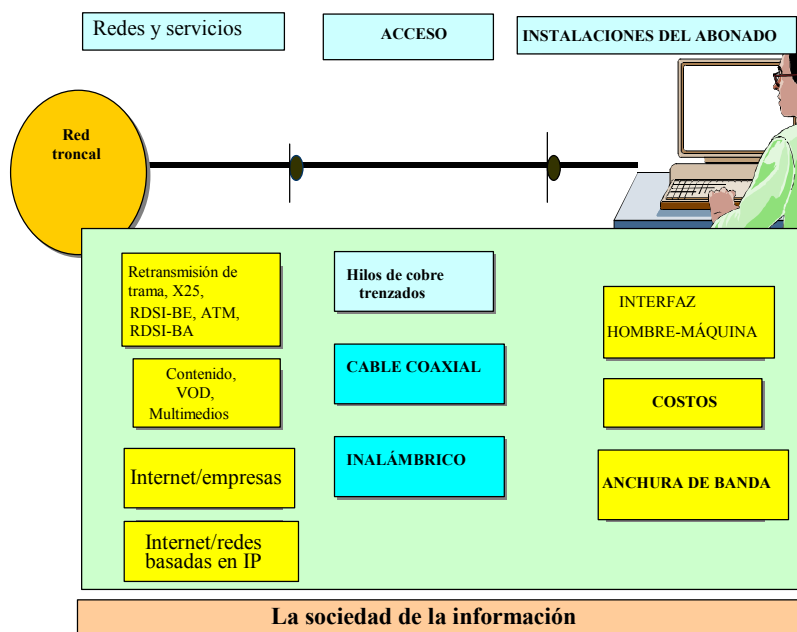 Redes y servicios
ACCESO
INSTALACIONES DEL ABONADO
Red
troncal
Retransmisión de
trama, X25,
RDSI-BE, ATM,
RDSI-BA
Contenido,
VOD,
Multimedios
Internet/empresas
Internet/redes
basadas en IP
Hilos de cobre
trenzados
CABLE COAXIAL
INALÁMBRICO
INTERFAZ
HOMBRE-MÁQUINA
COSTOS
ANCHURA DE BANDA
La sociedad de la información